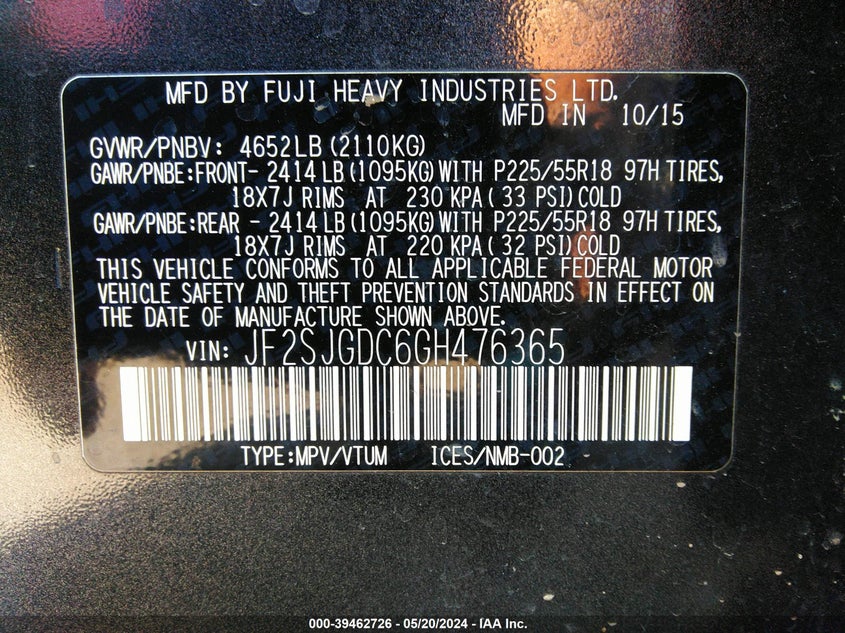 MFD BY FUJI HEAVY INDUSTRIES LTD.
MFD IN 10/15
GVWR/PNBV: 4652LB (2110KG)
GAWR/PNBE:FRONT- 2414 LB (1095KG) WITH P225/55R18 97H TIRES,
18X7J RIMS AT 230 KPA ( 33 PSI) COLD
GAWR/PNBE:REAR - 2414 LB (1095KG) WITH P225/55R18 97H TIRES,
18X7J RIMS AT 220 KPA ( 32 PSI) COLD
THIS VEHICLE CONFORMS TO ALL APPLICABLE FEDERAL MOTOR
VEHICLE SAFETY AND THEFT PREVENTION STANDARDS IN EFFECT ON
THE DATE OF MANUFACTURE SHOWN ABOVE.
VIN: JF2SJGDC6GH476365
TYPE:MPV/VTUM ICES/NMB-002
000-39462726 - 05/20/2024 - IAA Inc.